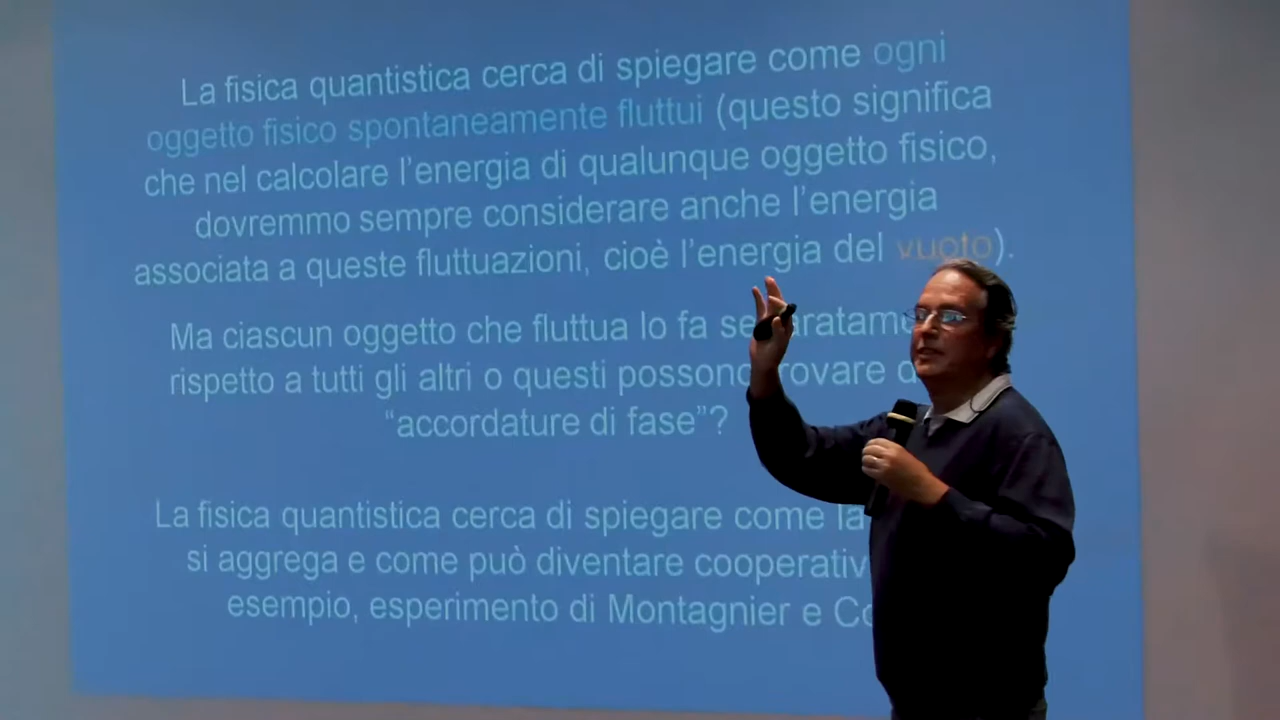 La fisica quantistica cerca di spiegare come ogni
oggetto fisico spontaneamente fluttui (questo significa
che nel calcolare l’energia di qualunque oggetto fisico,
dovremmo sempre considerare anche l’energia
associata a queste fluttuazioni, cioè l’energia del vuoto).
Ma ciascun oggetto che fluttua lo fa
rispetto a tutti gli altri o questi possono
“accordature di fase”?
La fisica quantistica cerca di spiegare come la
si aggrega e come può diventare
esempio, esperimento di Montagnier e